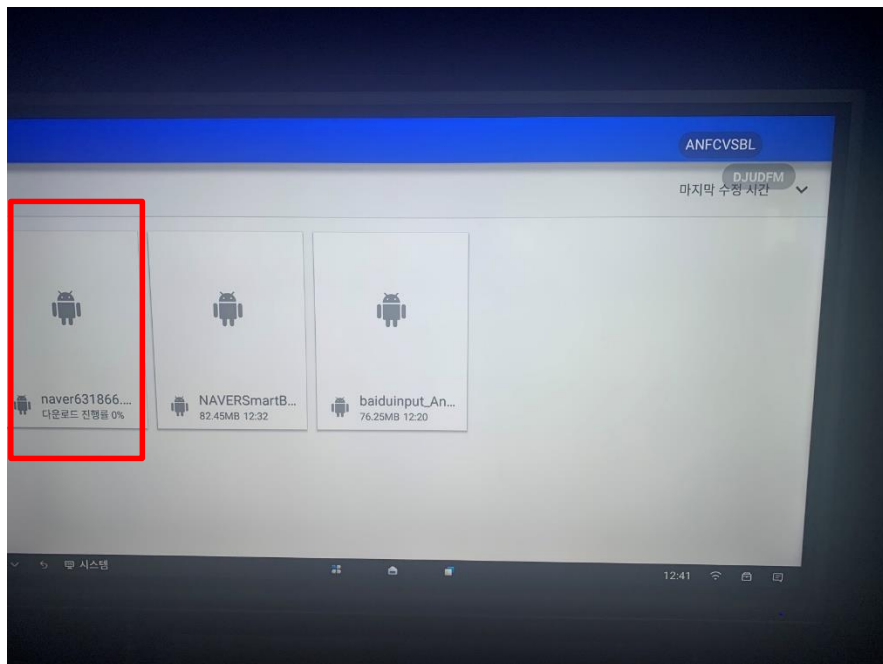 ANFCVSBL
DJUDFM
마지막 수정 시간
naver631866....
다운로드 진행률 0%
NAVERSmartB...
82.45MB 12:32
baiduinput_An...
76.25MB 12:20
시스템
12:41